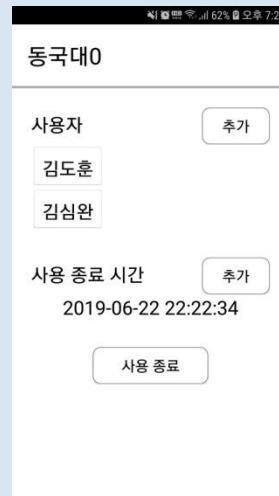 62% 오후 7:2
동국대0
사용자 추가
김도훈
김심완
사용 종료 시간 추가
2019-06-22 22:22:34
사용 종료